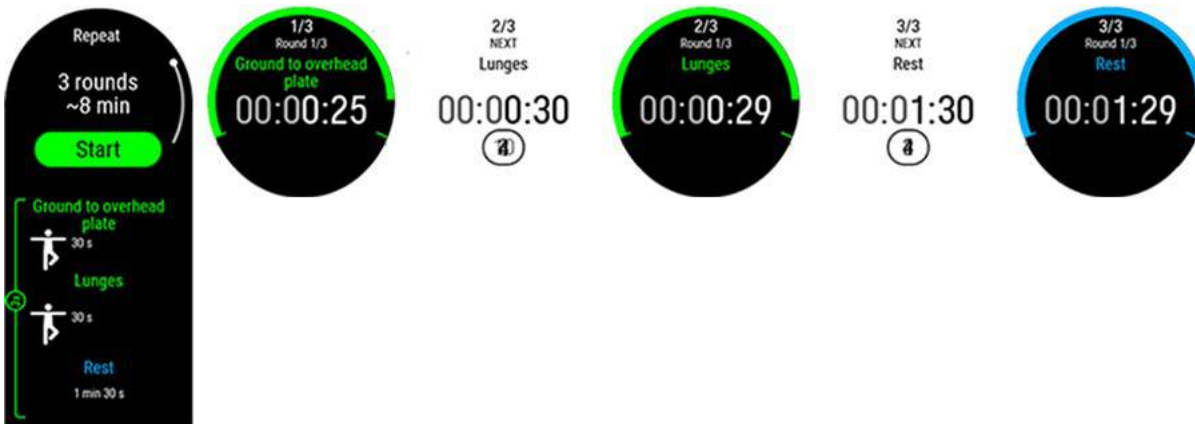 Repeat
3 rounds
~8 min
Start
Ground to overhead
plate
30 s
Lunges
30 s
Rest
1 min 30 s
1/3
Round 1/3
Ground to overhead
plate
00:00:25
2/3
NEXT
Lunges
00:00:30
2/3
Round 1/3
Lunges
00:00:29
3/3
NEXT
Rest
00:01:30
3/3
Round 1/3
Rest
00:01:29